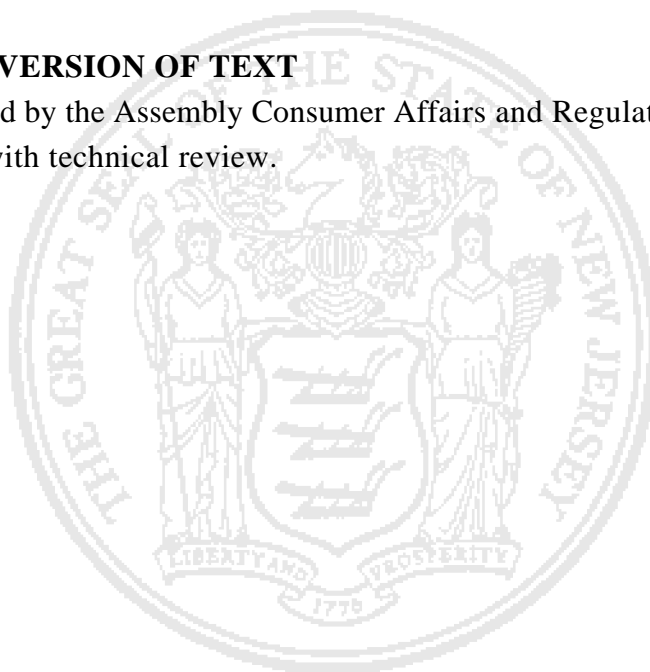 VERSION OF TEXT
d by the Assembly Consumer Affairs and Regulat
with technical review.
THE GREAT SEAL OF THE STATE OF NEW JERSEY
LIBERTY AND PROSPERITY
1776